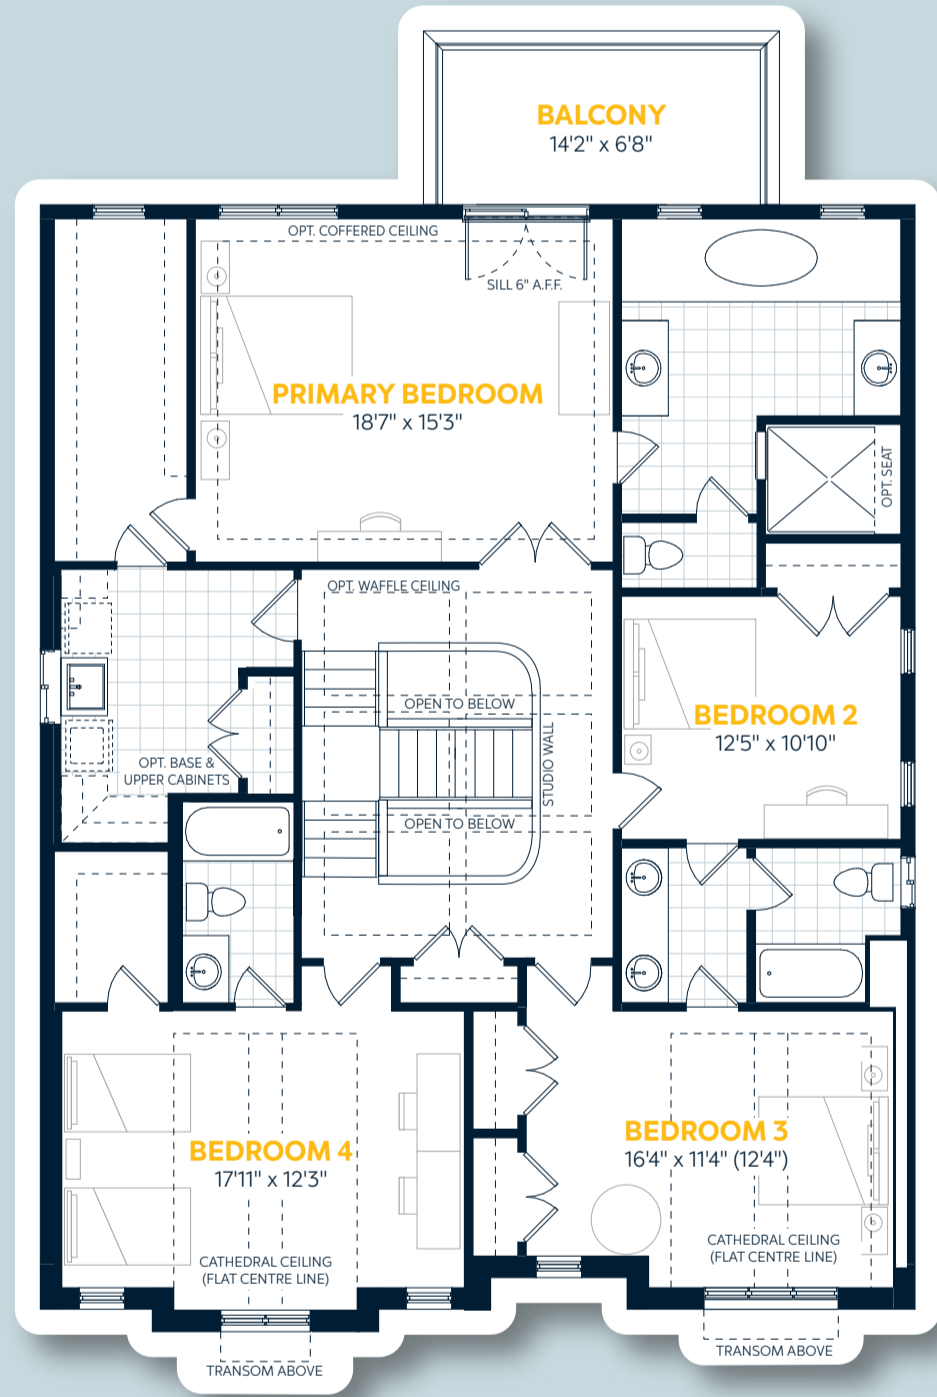 BALCONY
14'2" x 6'8"
OPT. COFFERED CEILING
SILL 6" A.F.F.
PRIMARY BEDROOM
18'7" x 15'3"
OPT. SEAT
OPT. WAFFLE CEILING
OPEN TO BELOW
STUDIO WALL
OPEN TO BELOW
BEDROOM 2
12'5" x 10'10"
OPT. BASE &
UPPER CABINETS
BEDROOM 4
17'11" x 12'3"
CATHEDRAL CEILING
(FLAT CENTRE LINE)
TRANSOM ABOVE
BEDROOM 3
16'4" x 11'4" (12'4")
CATHEDRAL CEILING
(FLAT CENTRE LINE)
TRANSOM ABOVE